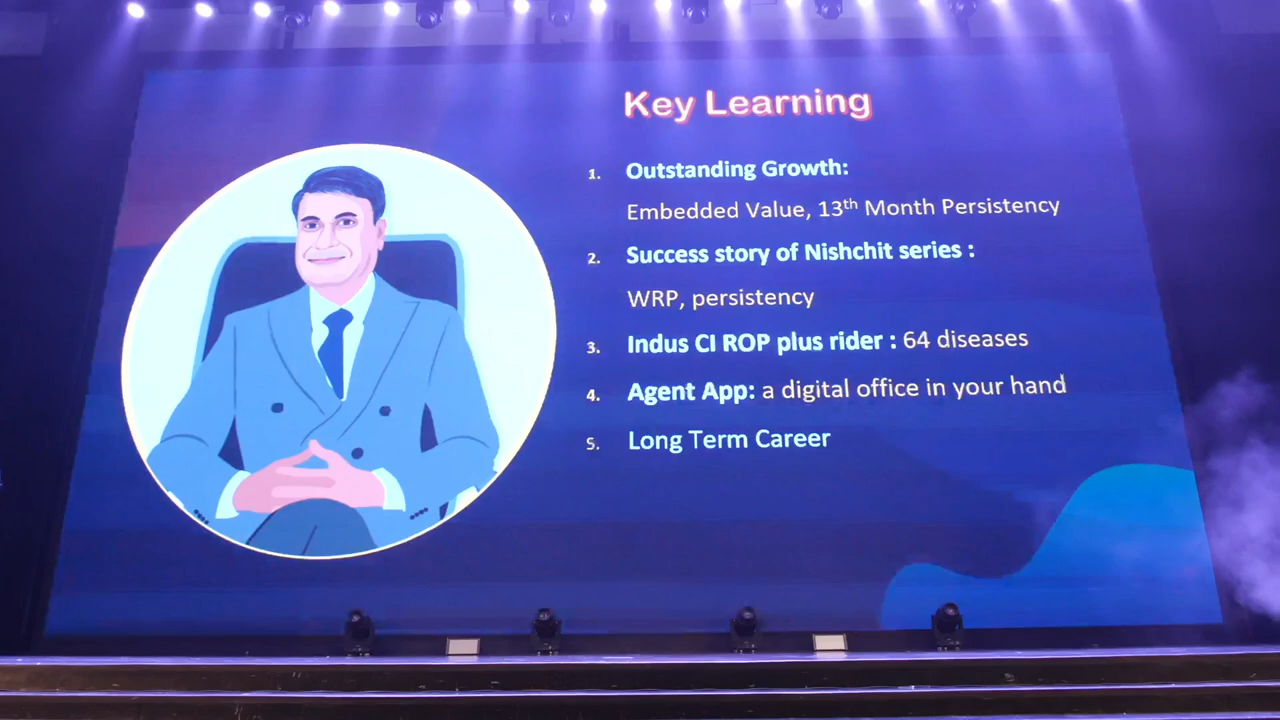 Key Learning
1. Outstanding Growth:
Embedded Value, 13th Month Persistency
2. Success story of Nishchit series :
WRP, persistency
3. Indus CI ROP plus rider : 64 diseases
4. Agent App: a digital office in your hand
5. Long Term Career